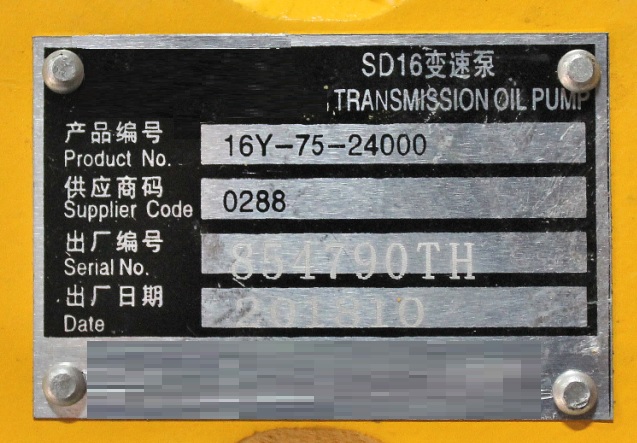 SD16变速泵
TRANSMISSION OIL PUMP
产品编号
Product No.
16Y-75-24000
供应商码
Supplier Code
0288
出厂编号
Serial No.
854790TH
出厂日期
Date
201810